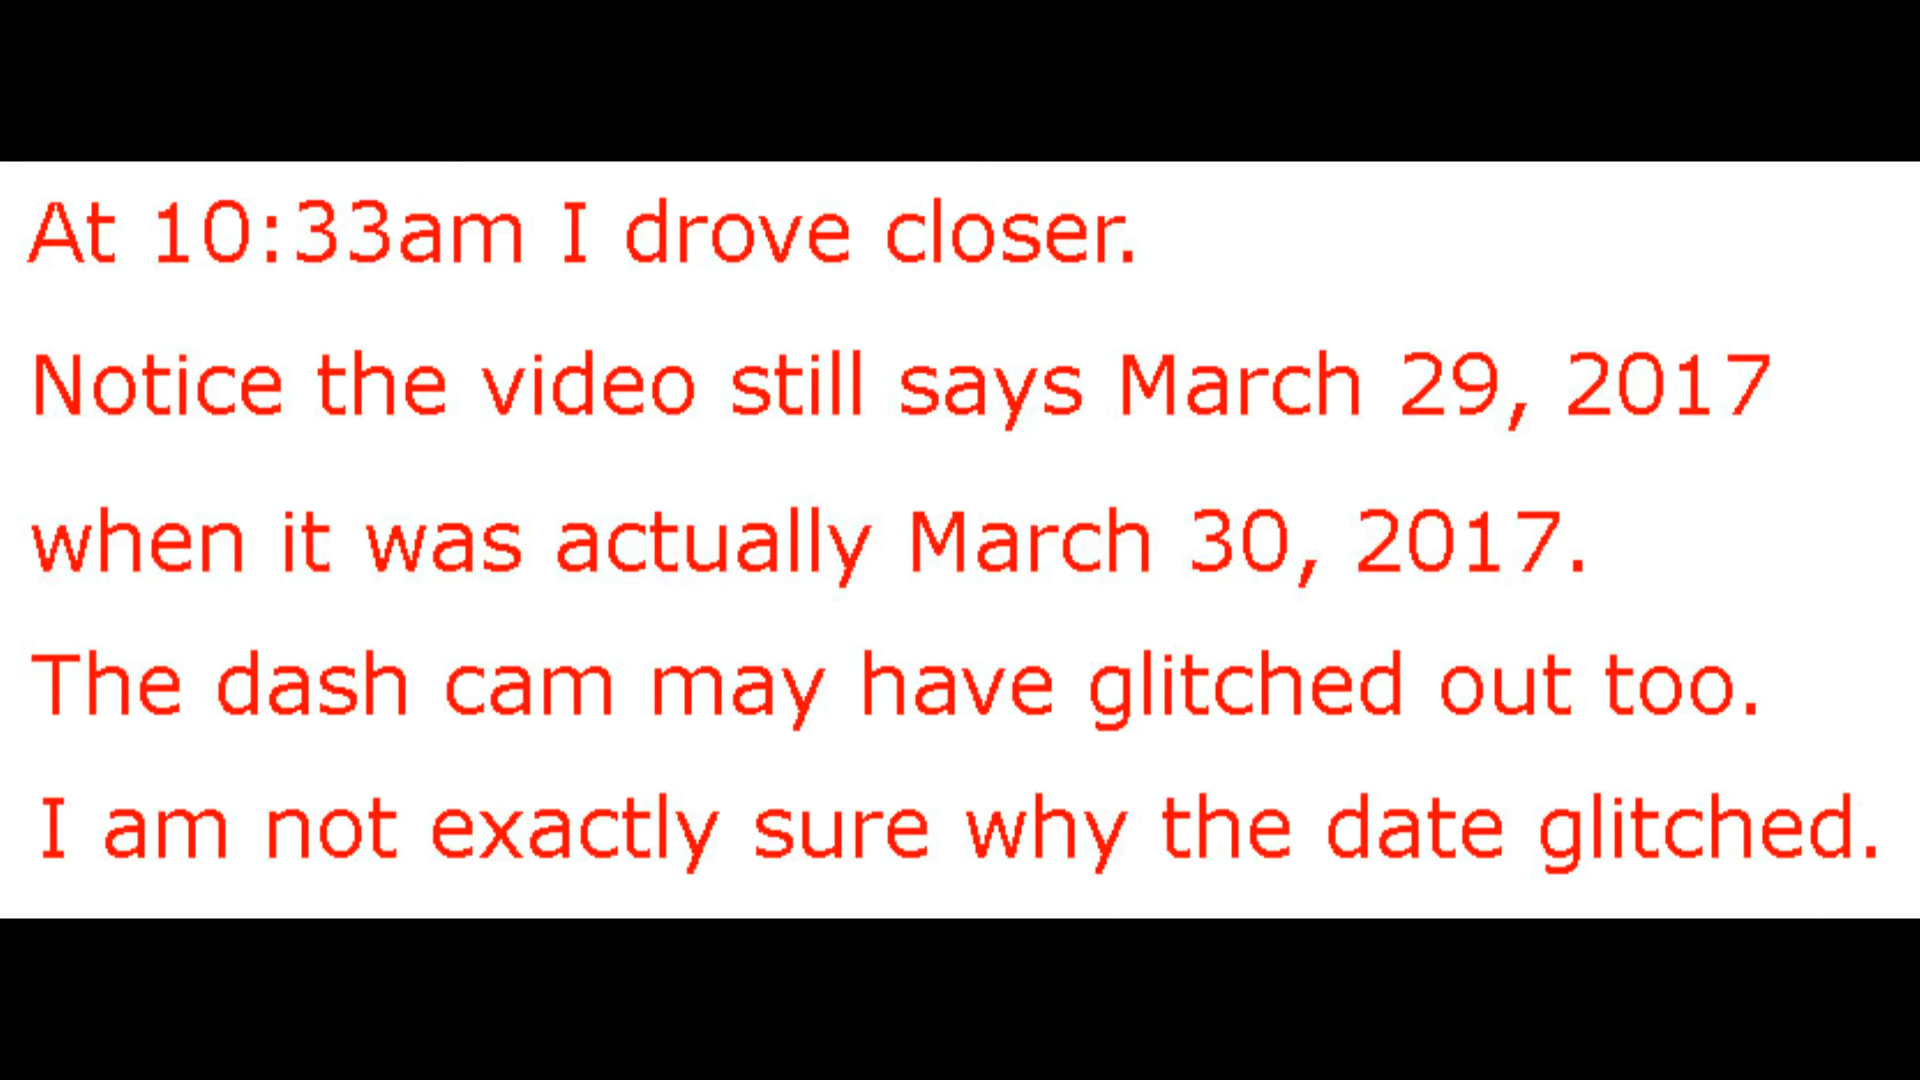 At 10:33am I drove closer.
Notice the video still says March 29, 2017
when it was actually March 30, 2017.
The dash cam may have glitched out too.
I am not exactly sure why the date glitched.